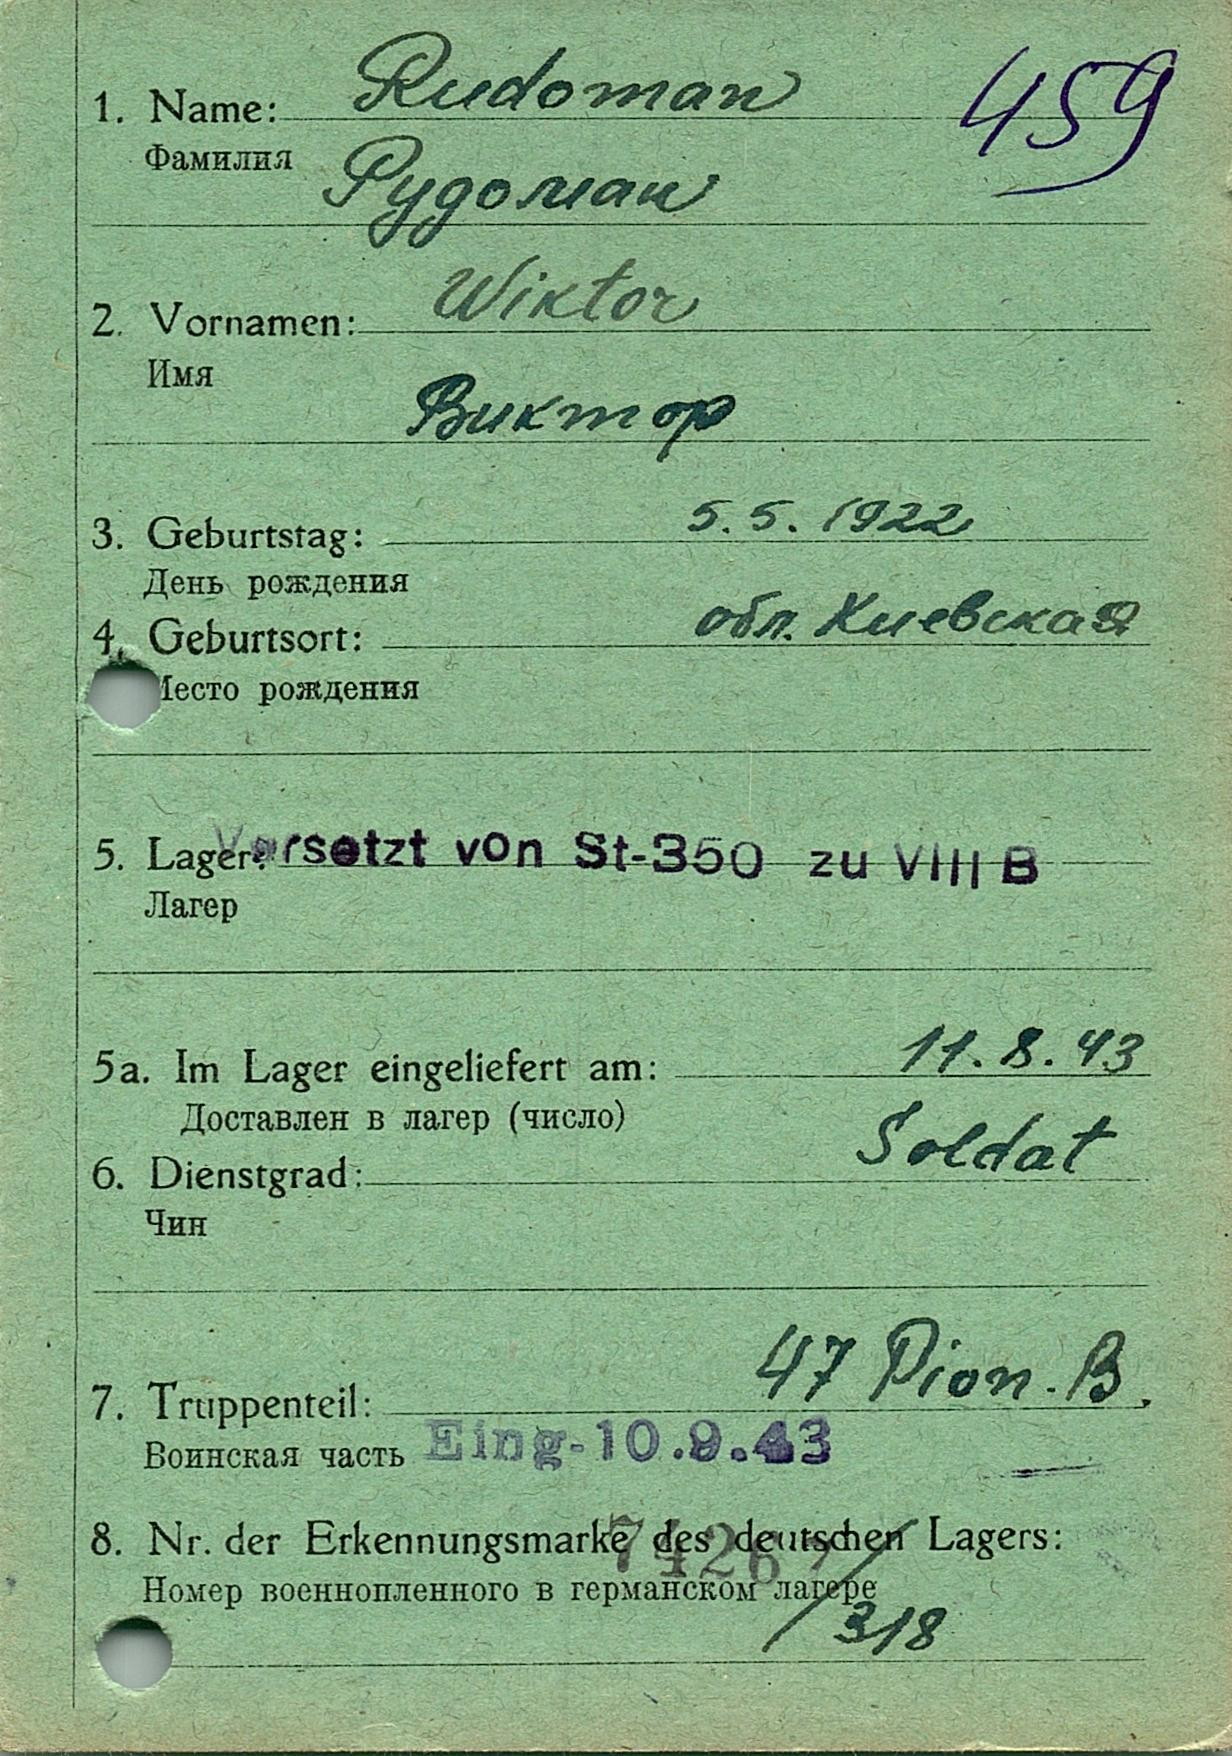 Rudoman
459
1. Name:
Фамилия
Рудоман
Wiktor
2. Vornamen:
Имя
Виктор
5. 5. 1922
3. Geburtstag:
День рождения
обл. Киевская
4. Geburtsort:
Место рождения
5. Lager: Versetzt von St-350 zu VIII B
Лагер
11. 8. 43
5a. Im Lager eingeliefert am:
Доставлен в лагер (число)
Soldat
6. Dienstgrad:
Чин
47 Pion. B.
7. Truppenteil:
Воинская часть Eing-10.9.43
8. Nr. der Erkennungsmarke des deutschen Lagers:
Номер военнопленного в германском лагере
/318